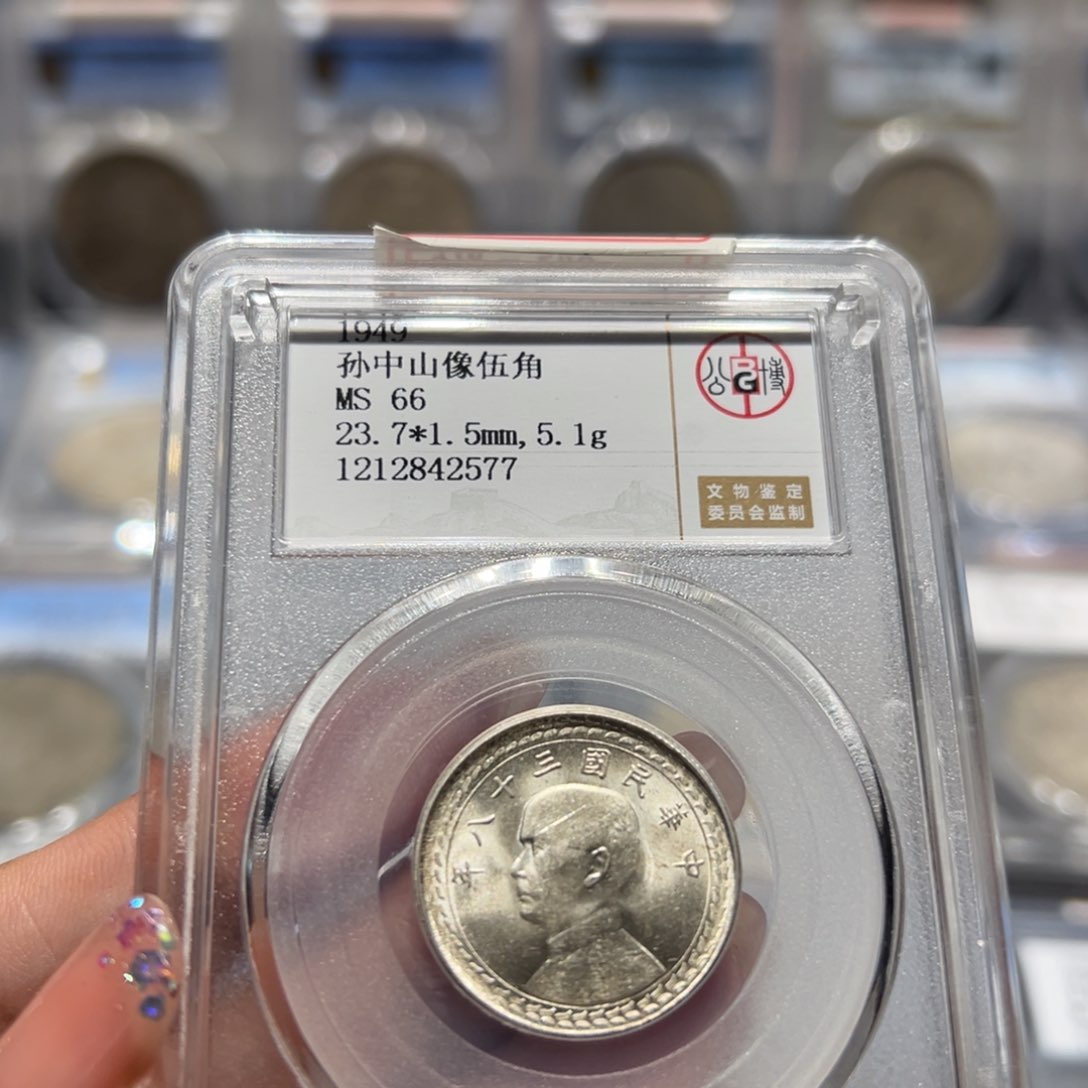 1949
孙中山像伍角
MS 66
23.7*1.5mm,5.1g
1212842577
公 BG 博
文物鉴定
委员会监制
中華民國三十八年